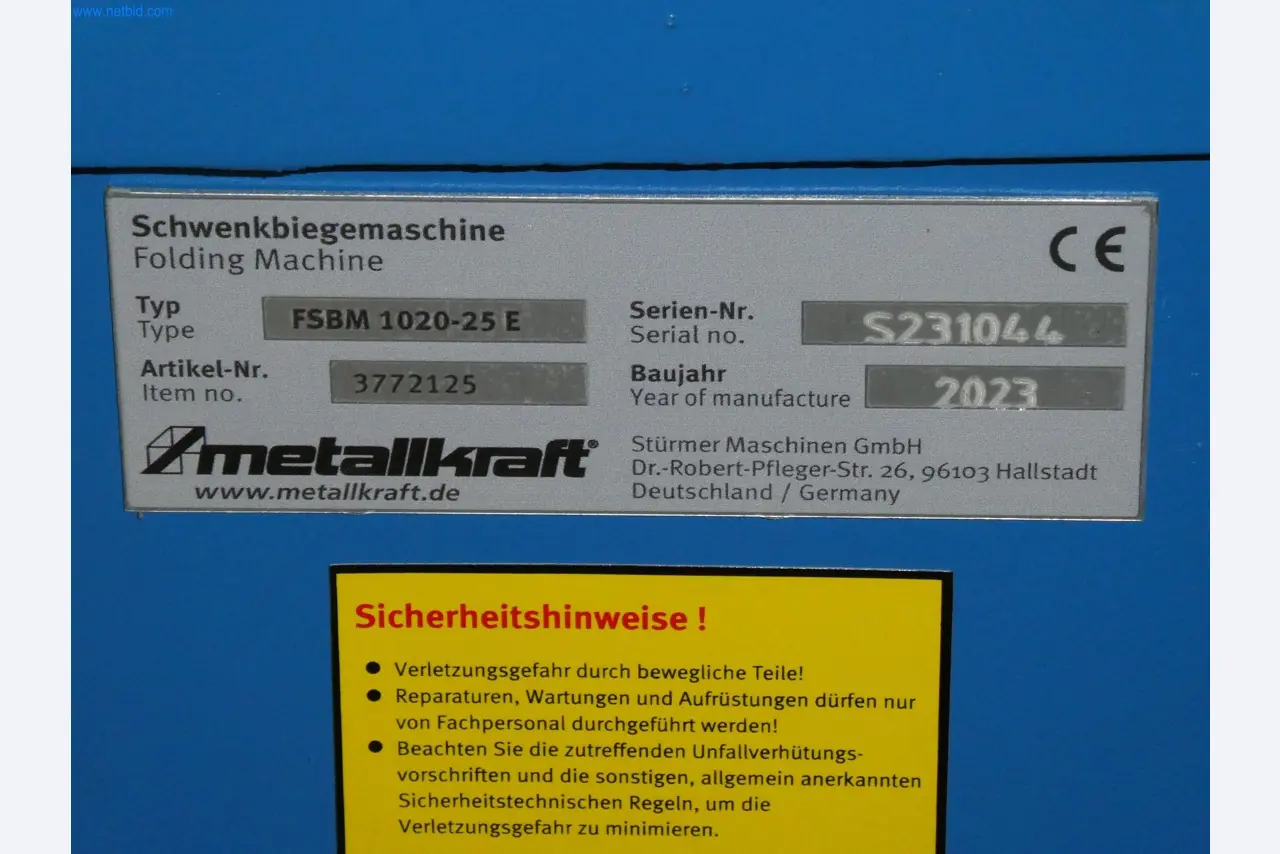 www.netbid.com
Schwenkbiegemaschine
Folding Machine
CE
Typ
Type
FSBM 1020-25 E
Serien-Nr.
Serial no.
S231044
Artikel-Nr.
Item no.
3772125
Baujahr
Year of manufacture
2023
metallkraft®
www.metallkraft.de
Stürmer Maschinen GmbH
Dr.-Robert-Pfleger-Str. 26, 96103 Hallstadt
Deutschland / Germany
Sicherheitshinweise !
● Verletzungsgefahr durch bewegliche Teile!
● Reparaturen, Wartungen und Aufrüstungen dürfen nur
von Fachpersonal durchgeführt werden!
● Beachten Sie die zutreffenden Unfallverhütungs-
vorschriften und die sonstigen, allgemein anerkannten
Sicherheitstechnischen Regeln, um die
Verletzungsgefahr zu minimieren.